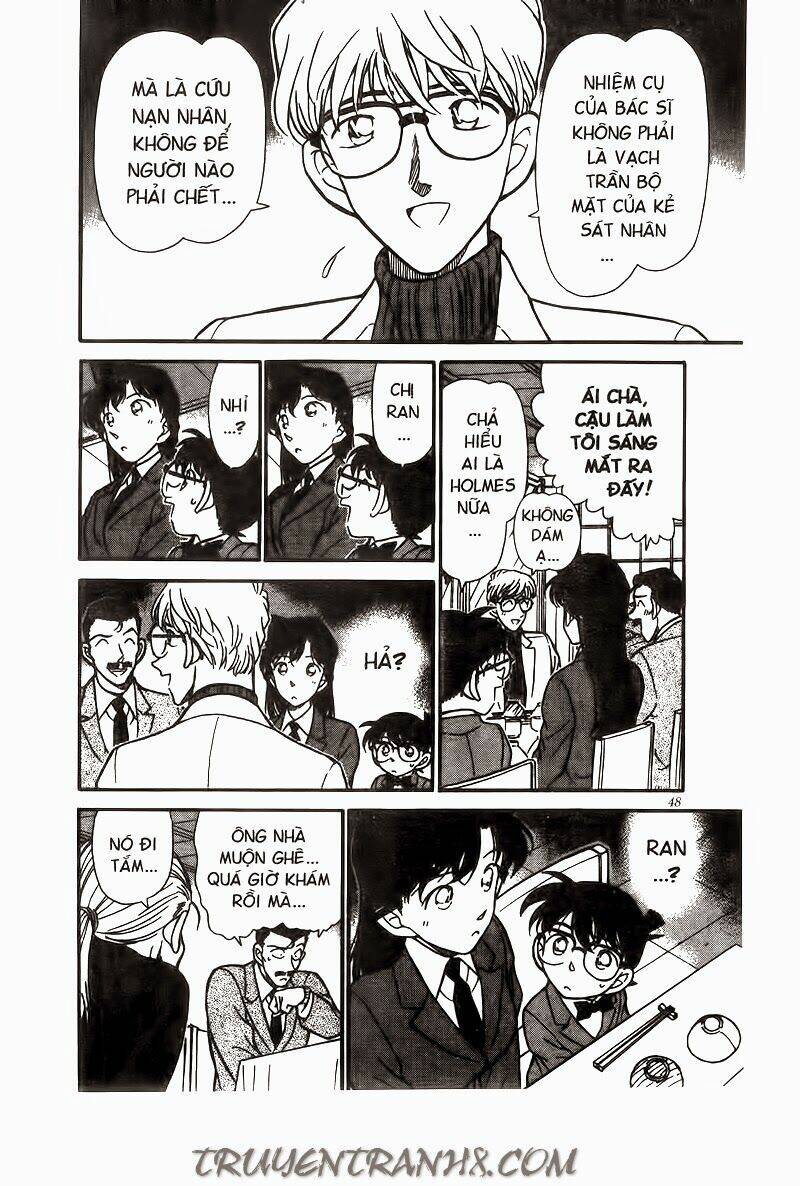 NHIỆM CỤ
CỦA BÁC SĨ
KHÔNG PHẢI
LÀ VẠCH
TRẦN BỘ
MẶT CỦA KẺ
SÁT NHÂN
...
MÀ LÀ CỨU
NẠN NHÂN,
KHÔNG ĐỂ
NGƯỜI NÀO
PHẢI CHẾT...
ÁI CHÀ,
CẬU LÀM
TÔI SÁNG
MẮT RA
ĐẤY!
KHÔNG
DÁM
Ạ...
CHẢ
HIỂU
AI LÀ
HOLMES
NỮA
...
CHỊ
RAN
...
NHỈ
...?
HẢ?
48
RAN
...?
ÔNG NHÀ
MUỘN GHÊ...
QUÁ GIỜ KHÁM
RỒI MÀ...
NÓ ĐI
TẮM...
TRUYENTRANH8.COM